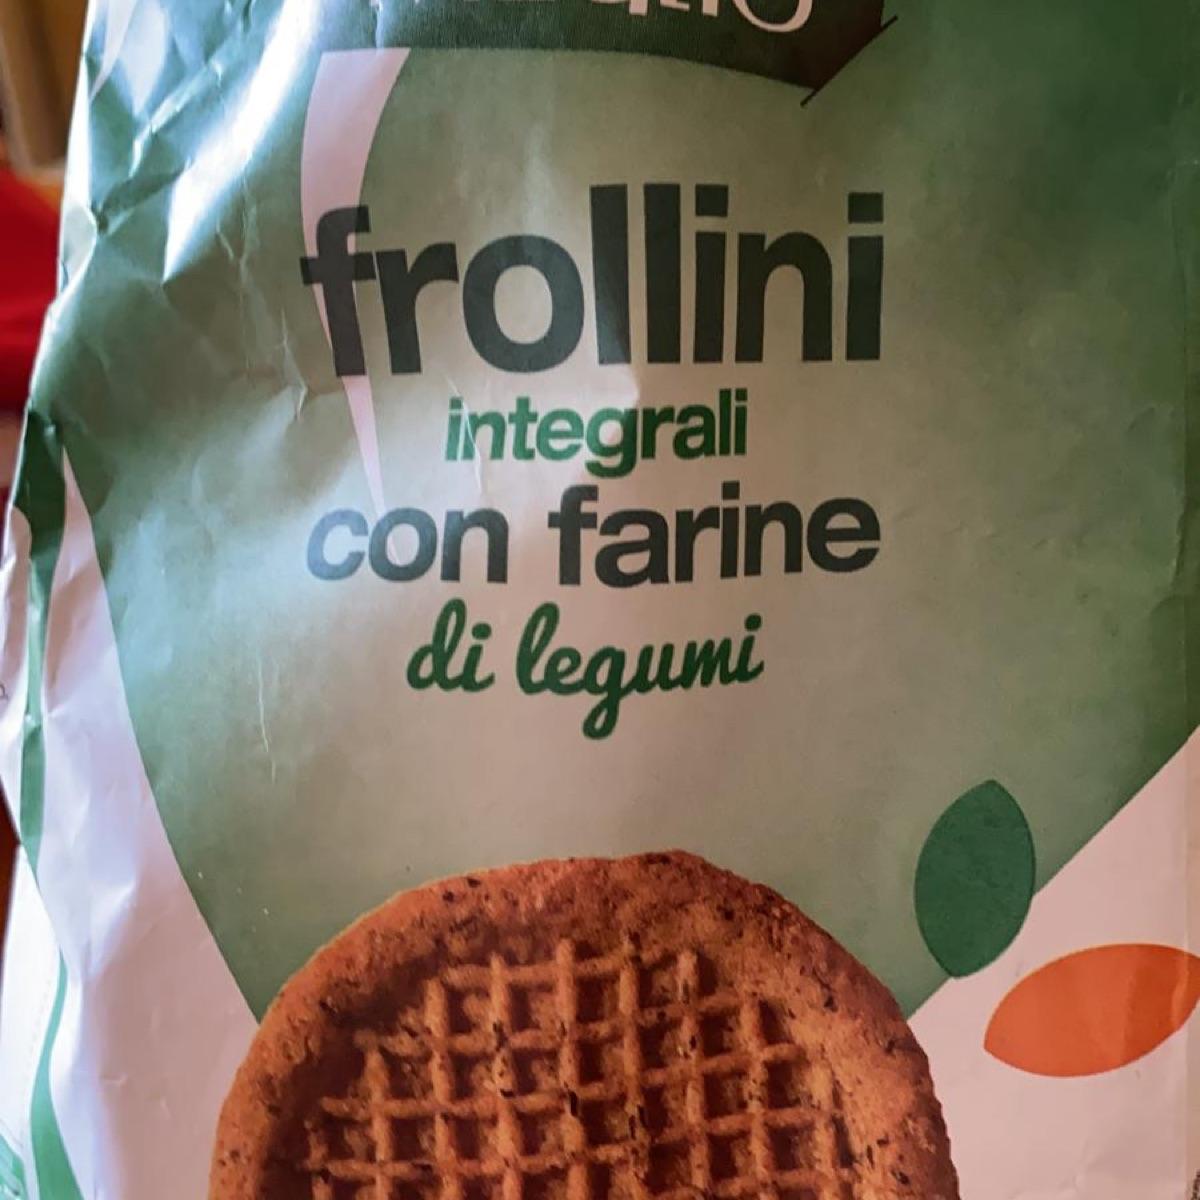 frollini
integrali
con farine
di legumi